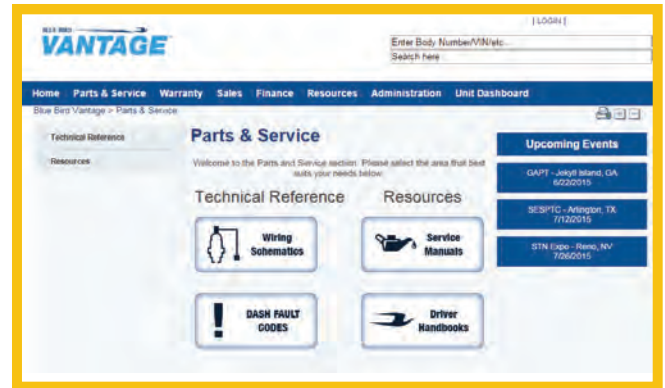 | LOGIN |
BLUE BIRD
VANTAGE
Enter Body Number/VIN/etc...
Search here
Home Parts & Service Warranty Sales Finance Resources Administration Unit Dashboard
Blue Bird Vantage > Parts & Service
Technical Reference
Resources
Parts & Service
Welcome to the Parts and Service section. Please select the area that best
suits your needs below.
Technical Reference
Resources
Wiring
Schematics
Service
Manuals
DASH FAULT
CODES
Driver
Handbooks
Upcoming Events
GAPT - Jekyll Island, GA
6/22/2015
SESPTC - Arlington, TX
7/12/2015
STN Expo - Reno, NV
7/26/2015